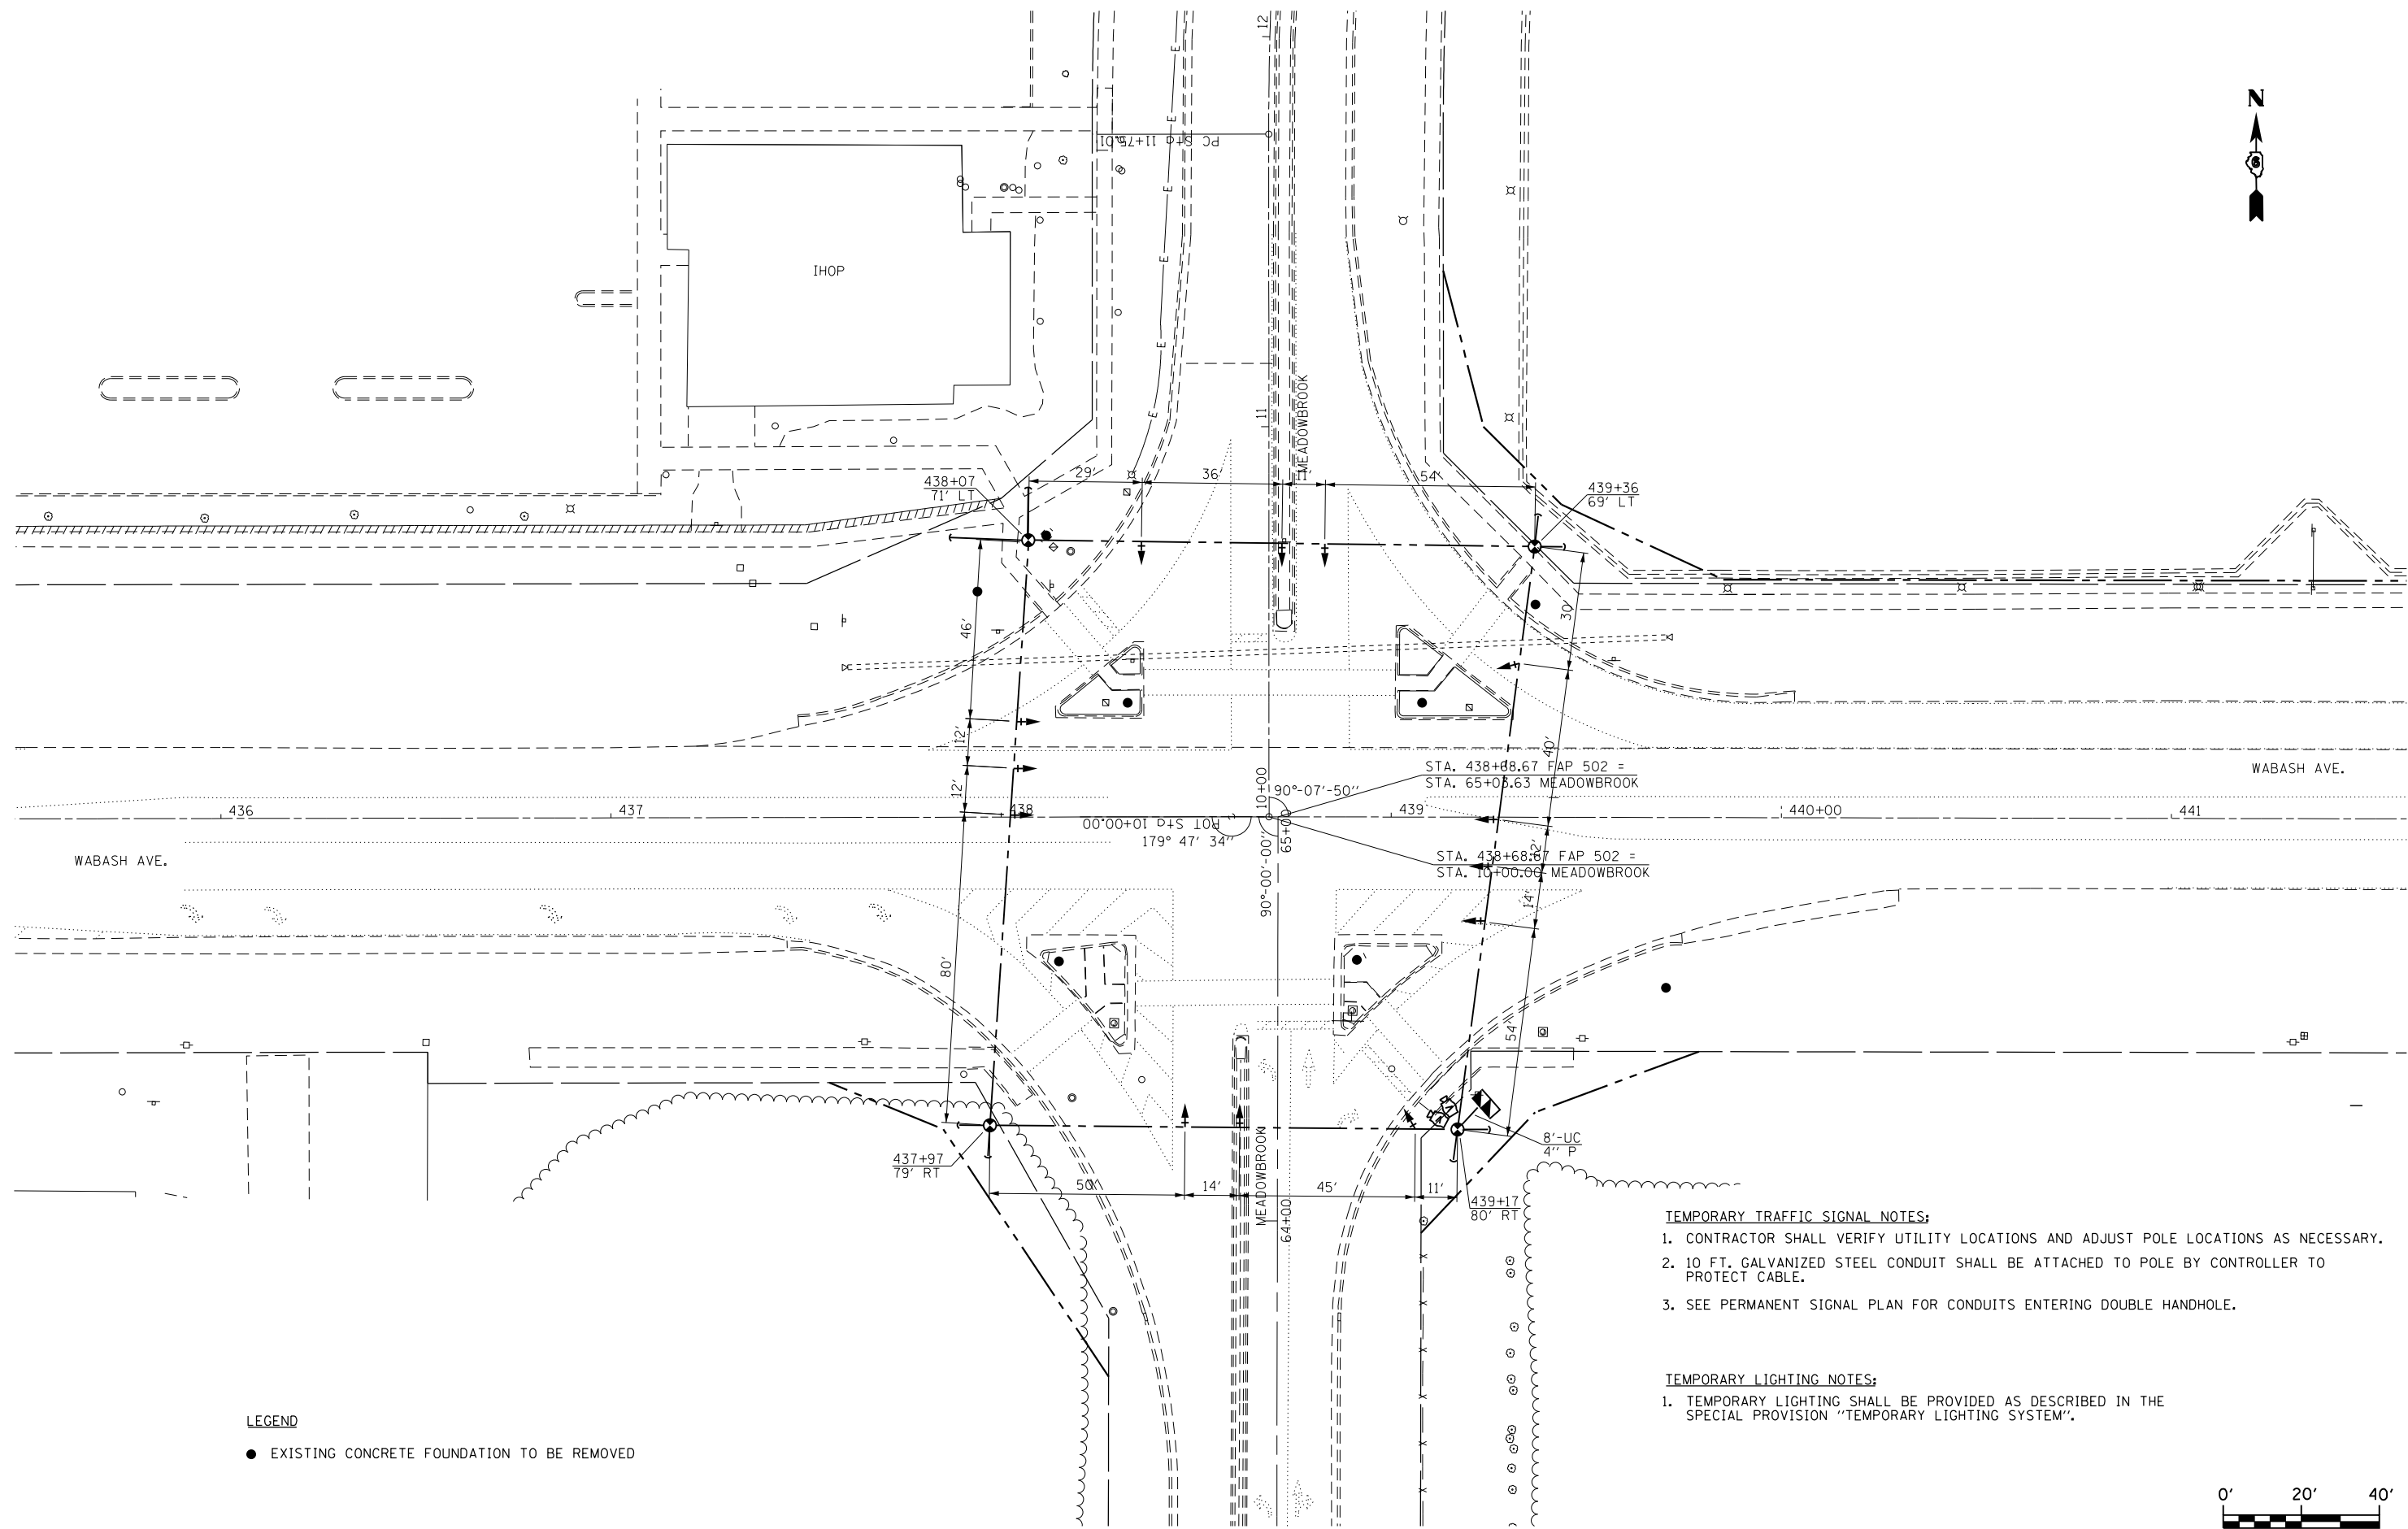 12
N
6
PC Sta 11+75.01
E
E
E
E
E
E
IHOP
11
MEADOWBROOK
29'
36'
11'
54'
438+07
71' LT
439+36
69' LT
46'
30'
12'
40'
12'
STA. 438+68.67 FAP 502 =
STA. 65+03.63 MEADOWBROOK
WABASH AVE.
10+00
90°-07'-50"
436
437
438
439
440+00
441
POT Sta 10+00.00
179° 47' 34"
65+00
12'
WABASH AVE.
STA. 438+68.67 FAP 502 =
STA. 10+00.00 MEADOWBROOK
90°-00'-00"
14'
80'
54'
437+97
79' RT
MEADOWBROOK
8'-UC
4" P
50'
14'
45'
11'
439+17
80' RT
64+00
TEMPORARY TRAFFIC SIGNAL NOTES:
1. CONTRACTOR SHALL VERIFY UTILITY LOCATIONS AND ADJUST POLE LOCATIONS AS NECESSARY.
2. 10 FT. GALVANIZED STEEL CONDUIT SHALL BE ATTACHED TO POLE BY CONTROLLER TO
PROTECT CABLE.
3. SEE PERMANENT SIGNAL PLAN FOR CONDUITS ENTERING DOUBLE HANDHOLE.
TEMPORARY LIGHTING NOTES:
1. TEMPORARY LIGHTING SHALL BE PROVIDED AS DESCRIBED IN THE
SPECIAL PROVISION "TEMPORARY LIGHTING SYSTEM".
LEGEND
EXISTING CONCRETE FOUNDATION TO BE REMOVED
0' 20' 40'